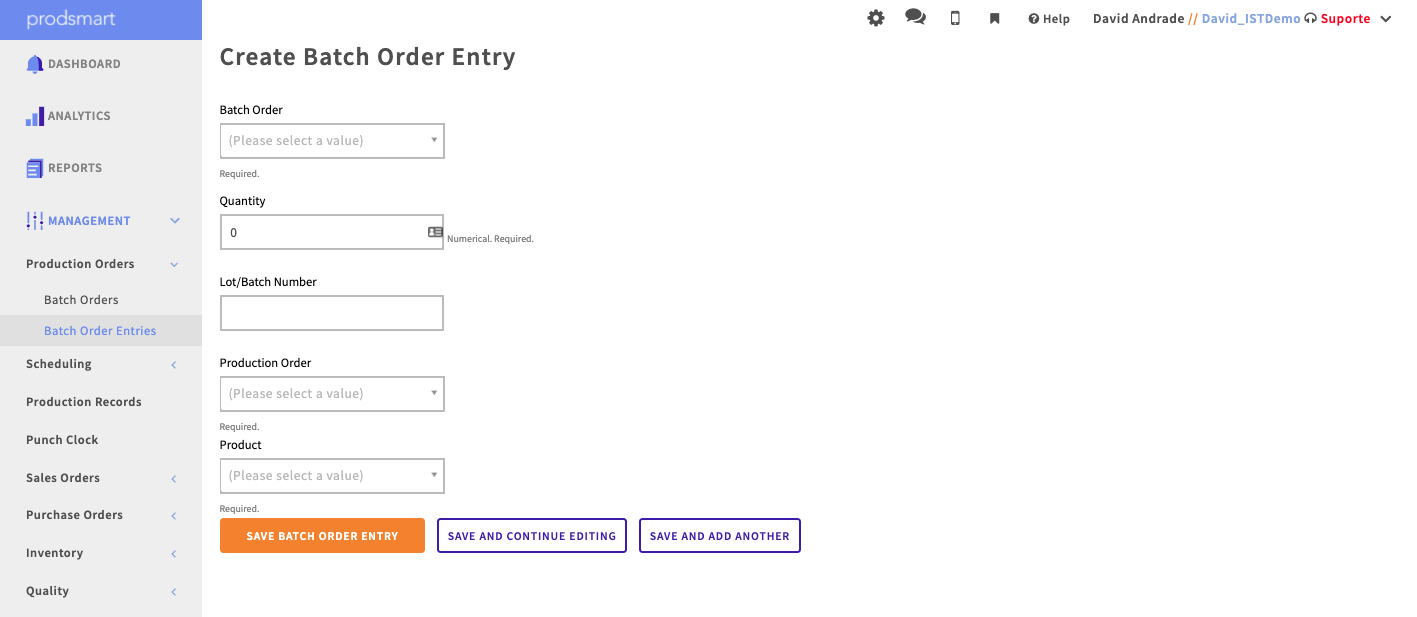 prodsmart
Help David Andrade // David_ISTDemo Suporte
DASHBOARD
ANALYTICS
REPORTS
MANAGEMENT
Production Orders
Batch Orders
Batch Order Entries
Scheduling
Production Records
Punch Clock
Sales Orders
Purchase Orders
Inventory
Quality
Create Batch Order Entry
Batch Order
(Please select a value)
Required.
Quantity
0
Numerical. Required.
Lot/Batch Number
Production Order
(Please select a value)
Required.
Product
(Please select a value)
Required.
SAVE BATCH ORDER ENTRY SAVE AND CONTINUE EDITING SAVE AND ADD ANOTHER